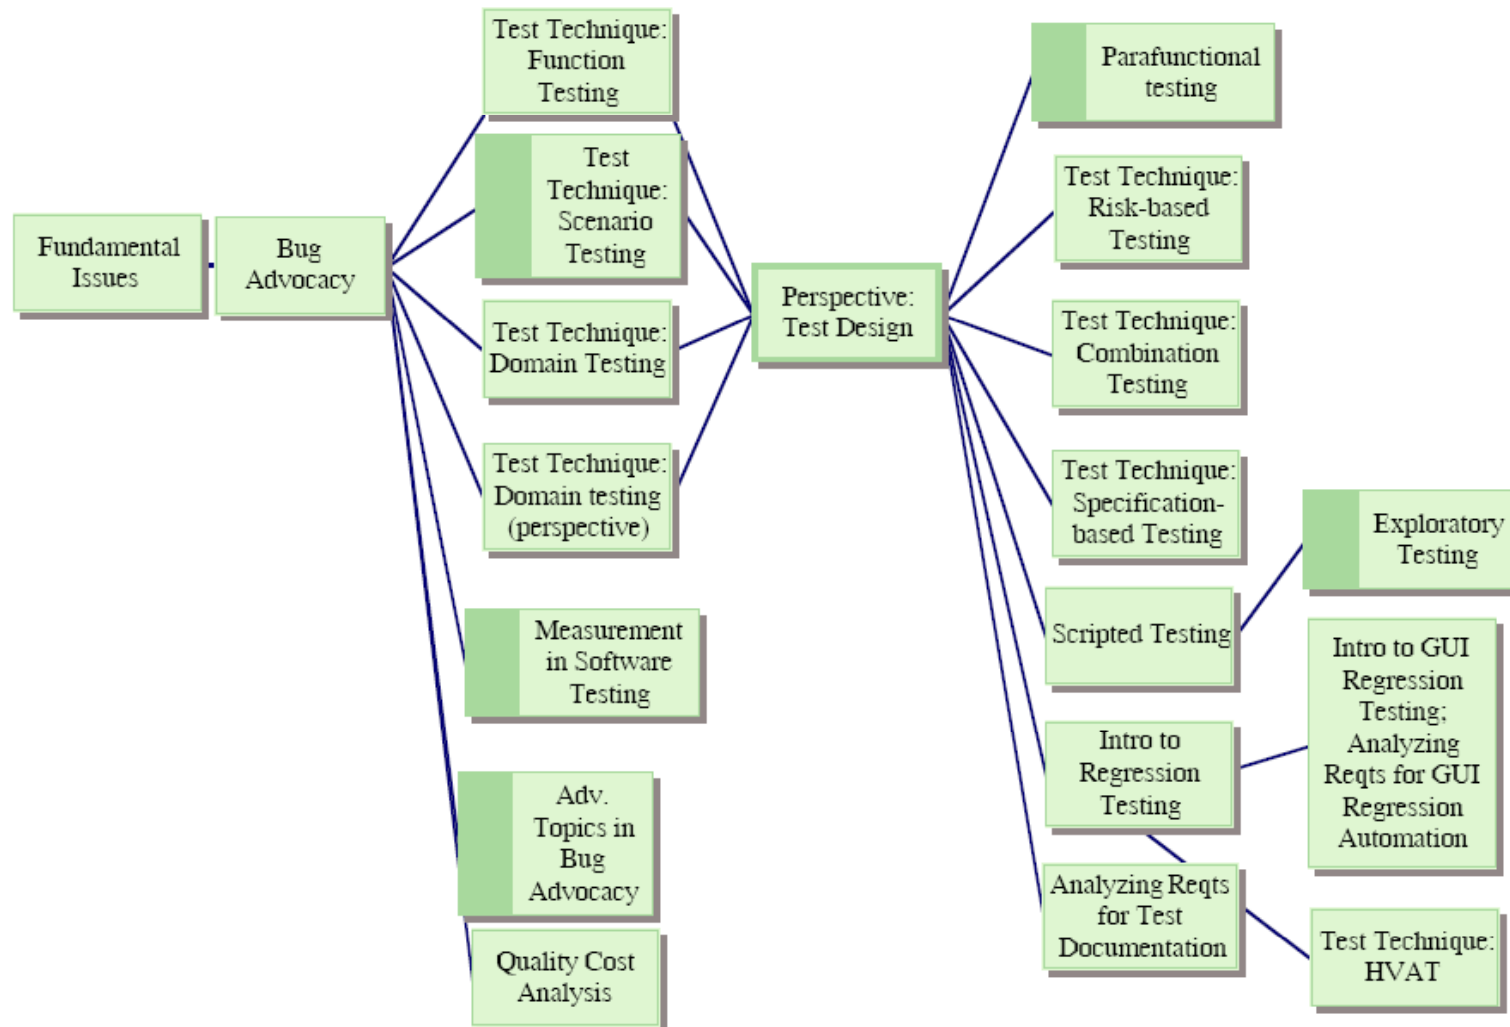 Fundamental
Issues
Bug
Advocacy
Test Technique:
Function
Testing
Test
Technique:
Scenario
Testing
Test Technique:
Domain Testing
Test Technique:
Domain testing
(perspective)
Measurement
in Software
Testing
Adv.
Topics in
Bug
Advocacy
Quality Cost
Analysis
Perspective:
Test Design
Parafunctional
testing
Test Technique:
Risk-based
Testing
Test Technique:
Combination
Testing
Test Technique:
Specification-
based Testing
Scripted Testing
Intro to
Regression
Testing
Analyzing Reqts
for Test
Documentation
Exploratory
Testing
Intro to GUI
Regression
Testing;
Analyzing
Reqts for GUI
Regression
Automation
Test Technique:
HVAT